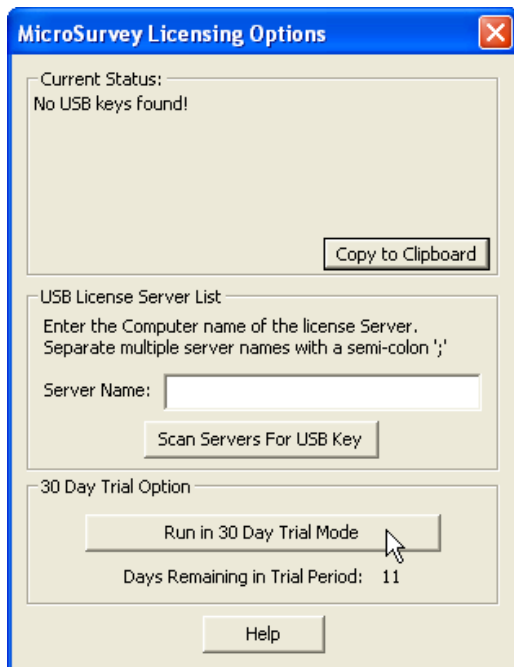 MicroSurvey Licensing Options
Current Status:
No USB keys found!
Copy to Clipboard
USB License Server List
Enter the Computer name of the license Server.
Separate multiple server names with a semi-colon ';'
Server Name:
Scan Servers For USB Key
30 Day Trial Option
Run in 30 Day Trial Mode
Days Remaining in Trial Period: 11
Help